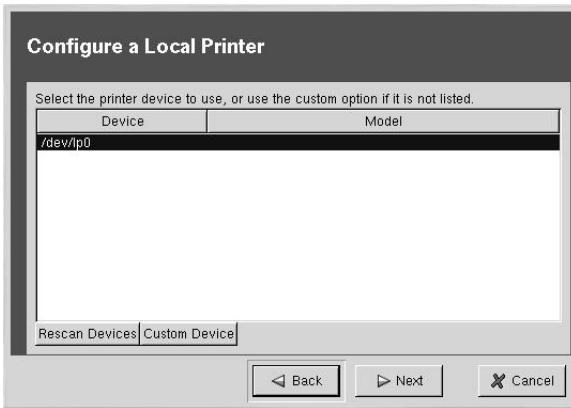 Configure a Local Printer
Select the printer device to use, or use the custom option if it is not listed.
Device Model
/dev/lp0
Rescan Devices Custom Device
Back Next Cancel